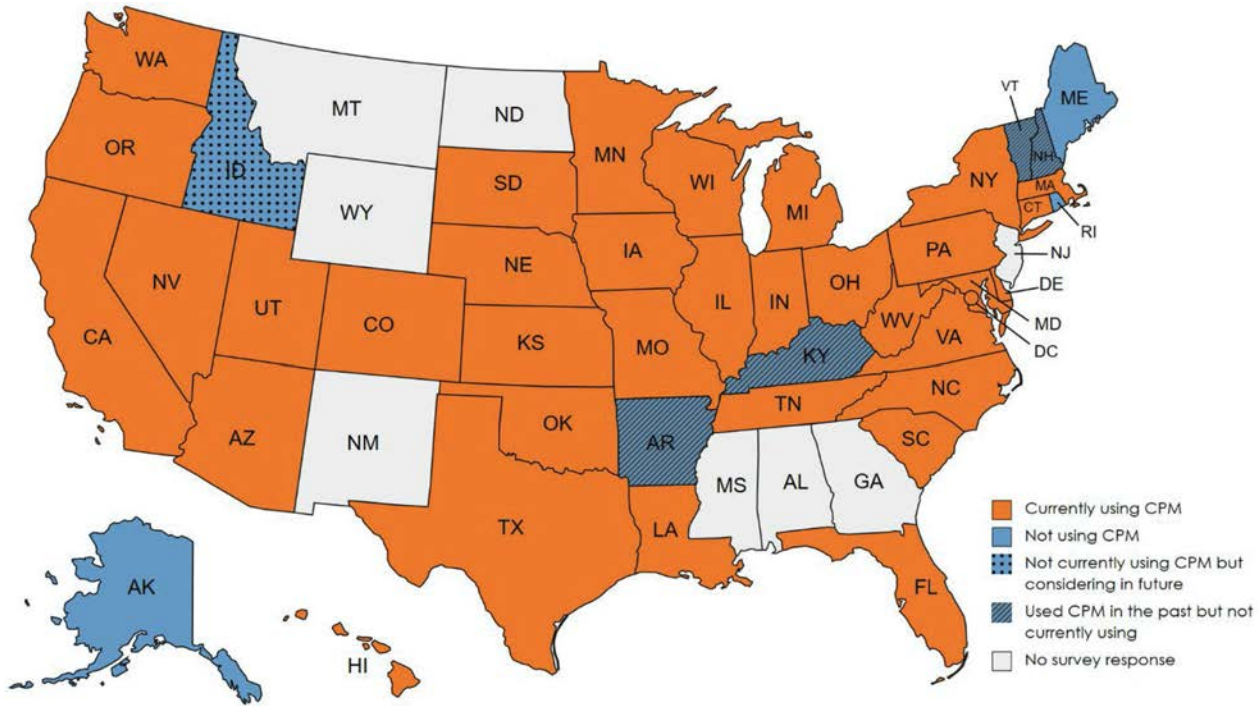 WA
MT
ND
VT
ME
OR
ID
MN
NH
SD
WI
NY
MA
WY
MI
CT
RI
IA
PA
NJ
NE
OH
DE
NV
UT
IL
IN
CO
WV
MD
CA
KS
MO
VA
DC
KY
NC
TN
OK
AZ
NM
AR
SC
MS
AL
GA
TX
LA
AK
FL
HI
Currently using CPM
Not using CPM
Not currently using CPM but
considering in future
Used CPM in the past but not
currently using
No survey response